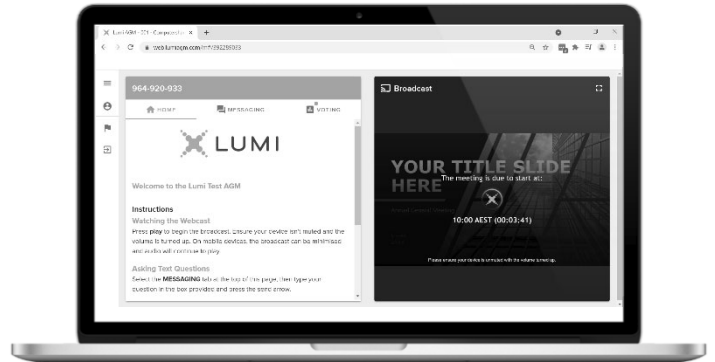 964-920-933
HOME
MESSAGING
VOTING
LUMI
Welcome to the Lumi Test AGM
Instructions
Watching the Webcast
Press play to begin the broadcast. Ensure your device isn't muted and the
volume is turned up. On mobile devices, the broadcast can be minimised
and audio will continue to play.
Asking Text Questions
Select the MESSAGING tab at the top of this page, then type your
question in the box provided and press the send arrow.
Broadcast
YOUR TITLE SLIDE
HERE
The meeting is due to start at:
10:00 AEST (00:03:41)
Please ensure your device is unmuted with the volume turned up.